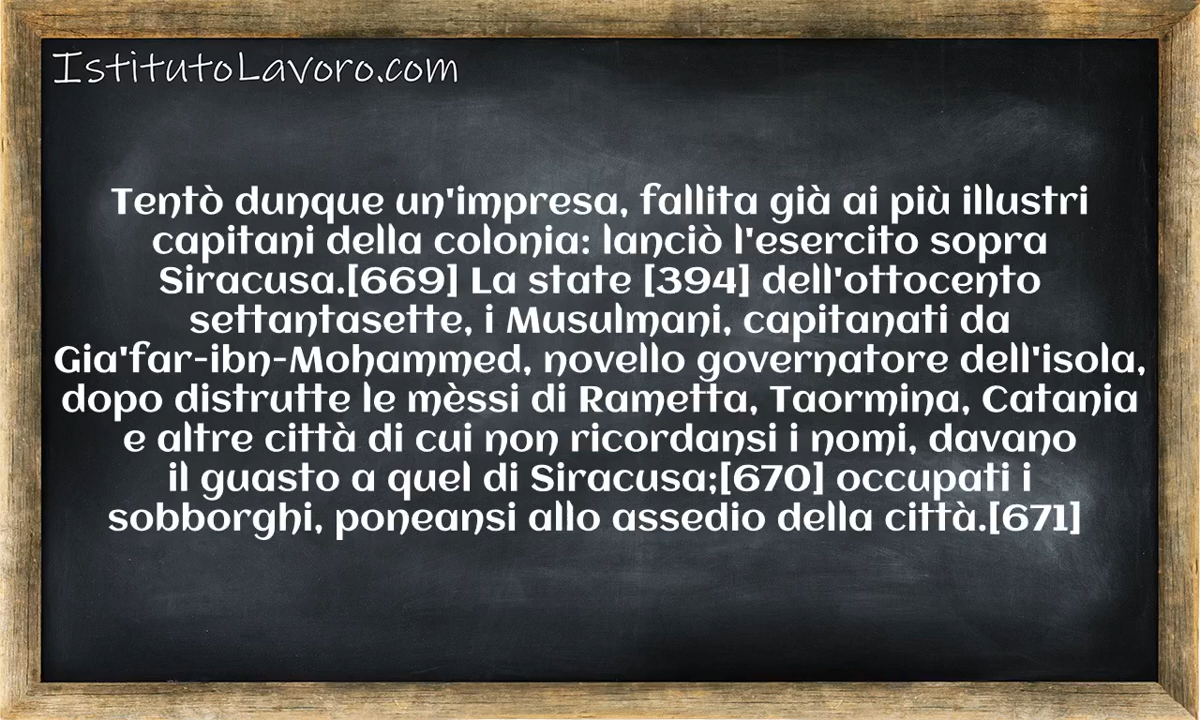 IstitutoLavoro.com
Tentò dunque un'impresa, fallita già ai più illustri
capitani della colonia: lanciò l'esercito sopra
Siracusa.[669] La state [394] dell'ottocento
settantasette, i Musulmani, capitanati da
Gia'far-ibn-Mohammed, novello governatore dell'isola,
dopo distrutte le mèssi di Rametta, Taormina, Catania
e altre città di cui non ricordansi i nomi, davano
il guasto a quel di Siracusa;[670] occupati i
sobborghi, poneansi allo assedio della città.[671]